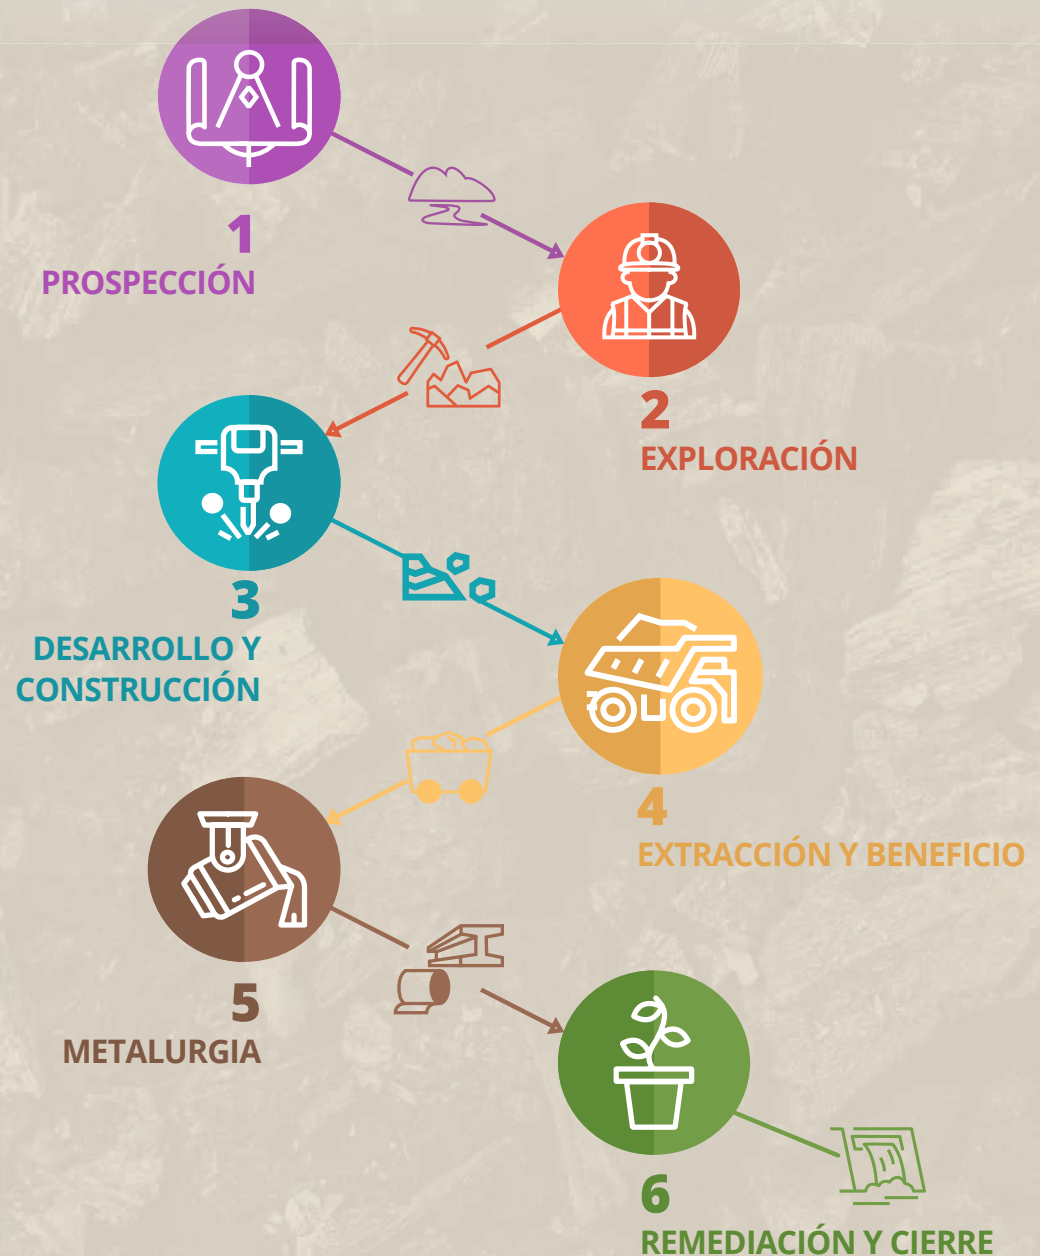 1
PROSPECCIÓN
2
EXPLORACIÓN
3
DESARROLLO Y
CONSTRUCCIÓN
4
EXTRACCIÓN Y BENEFICIO
5
METALURGIA
6
REMEDIACIÓN Y CIERRE